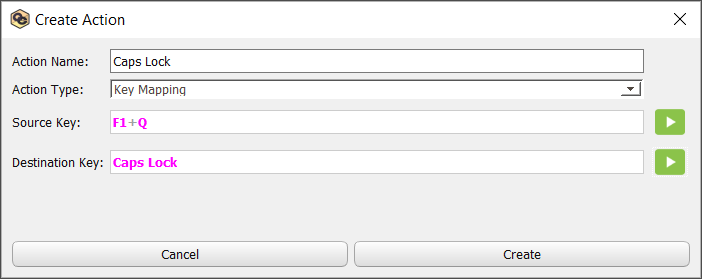 Create Action
Action Name: Caps Lock
Action Type: Key Mapping
Source Key: F1+Q
Destination Key: Caps Lock
Cancel Create